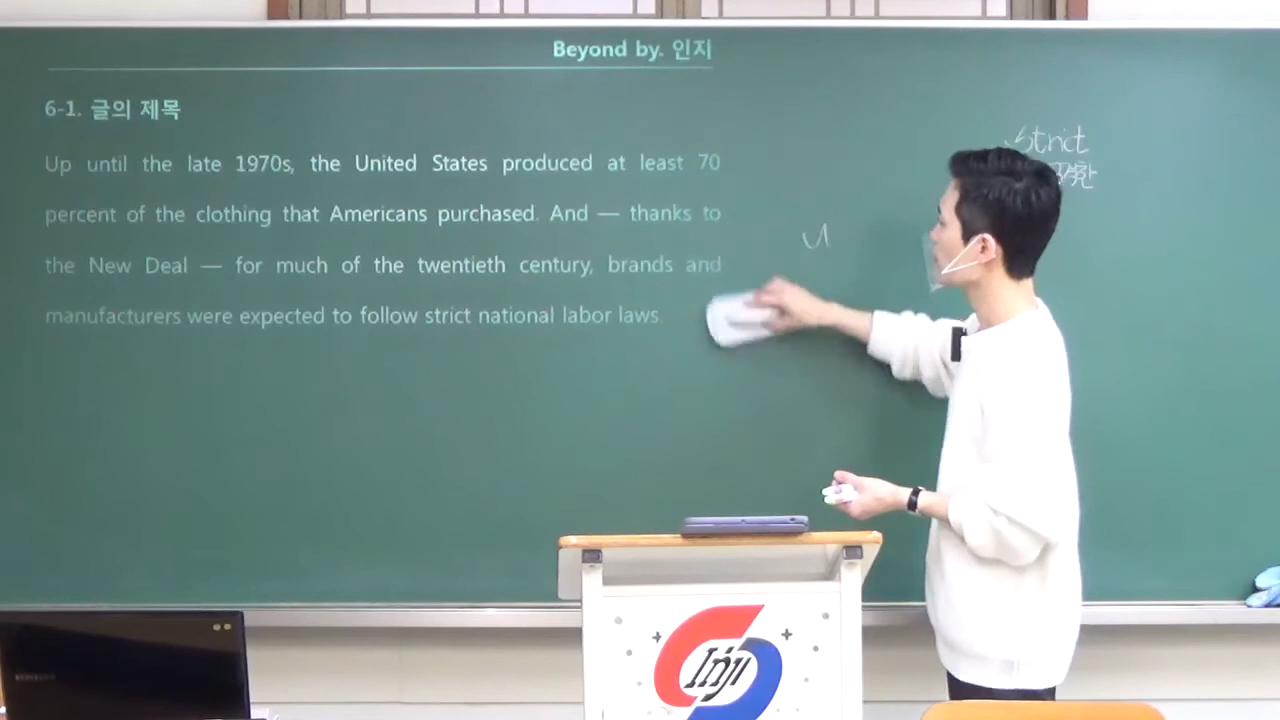 Beyond by. 인지
6-1. 글의 제목
Up until the late 1970s, the United States produced at least 70
percent of the clothing that Americans purchased. And — thanks to
the New Deal — for much of the twentieth century, brands and
manufacturers were expected to follow strict national labor laws.
strict
Inji